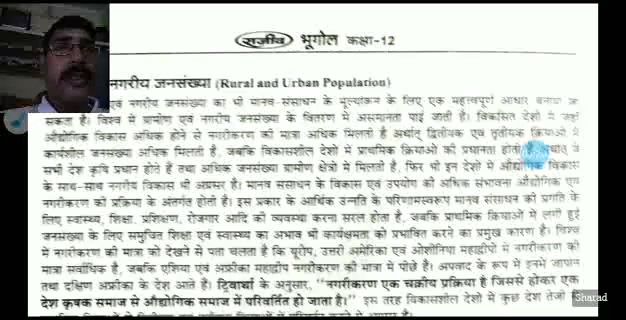 सजीव भूगोल कक्षा-12
नगरीय जनसंख्या (Rural and Urban Population)
एवं नगरीय जनसंख्या का भी मानव-संसाधन के मूल्यांकन के लिए एक महत्त्वपूर्ण आधार बनाया जा
सकता है। विश्व में ग्रामीण एवं नगरीय जनसंख्या के वितरण में असमानता पाई जाती है। विकसित देशों में जहाँ
औद्योगिक विकास अधिक होने से नगरीकरण की मात्रा अधिक मिलती है अर्थात् द्वितीयक एवं तृतीयक क्रियाओं में
कार्यशील जनसंख्या अधिक मिलती है, जबकि विकासशील देशों में प्राथमिक क्रियाओं की प्रधानता होती है, अर्थात् ये
सभी देश कृषि प्रधान होते हैं तथा अधिक जनसंख्या ग्रामीण क्षेत्रों में मिलती है, फिर भी इन देशों में औद्योगिक विकास
के साथ-साथ नगरीय विकास भी अग्रसर है। मानव संसाधन के विकास एवं उपयोग की अधिक संभावना औद्योगिक एवं
नगरीकरण की प्रक्रिया के अंतर्गत होती है। इस प्रकार के आर्थिक उन्नति के परिणामस्वरूप मानव संसाधन की प्रगति के
लिए स्वास्थ्य, शिक्षा, प्रशिक्षण, रोजगार आदि की व्यवस्था करना सरल होता है, जबकि प्राथमिक क्रियाओं में लगी हुई
जनसंख्या के लिए समुचित शिक्षा एवं स्वास्थ्य का अभाव भी कार्यक्षमता को प्रभावित करने का प्रमुख कारण है। विश्व
में नगरीकरण की मात्रा को देखने से पता चलता है कि यूरोप, उत्तरी अमेरिका एवं ओशीनिया महाद्वीपों में नगरीकरण की
मात्रा सर्वाधिक है, जबकि एशिया एवं अफ्रीका महाद्वीप नगरीकरण की मात्रा में पीछे हैं। अपवाद के रूप में इनमें जापान
तथा दक्षिण अफ्रीका के देश आते हैं। ट्रिवार्था के अनुसार, "नगरीकरण एक चक्रीय प्रक्रिया है जिससे होकर एक
देश कृषक समाज से औद्योगिक समाज में परिवर्तित हो जाता है।" इस तरह विकासशील देशों में कुछ देश तेजी
Sharad